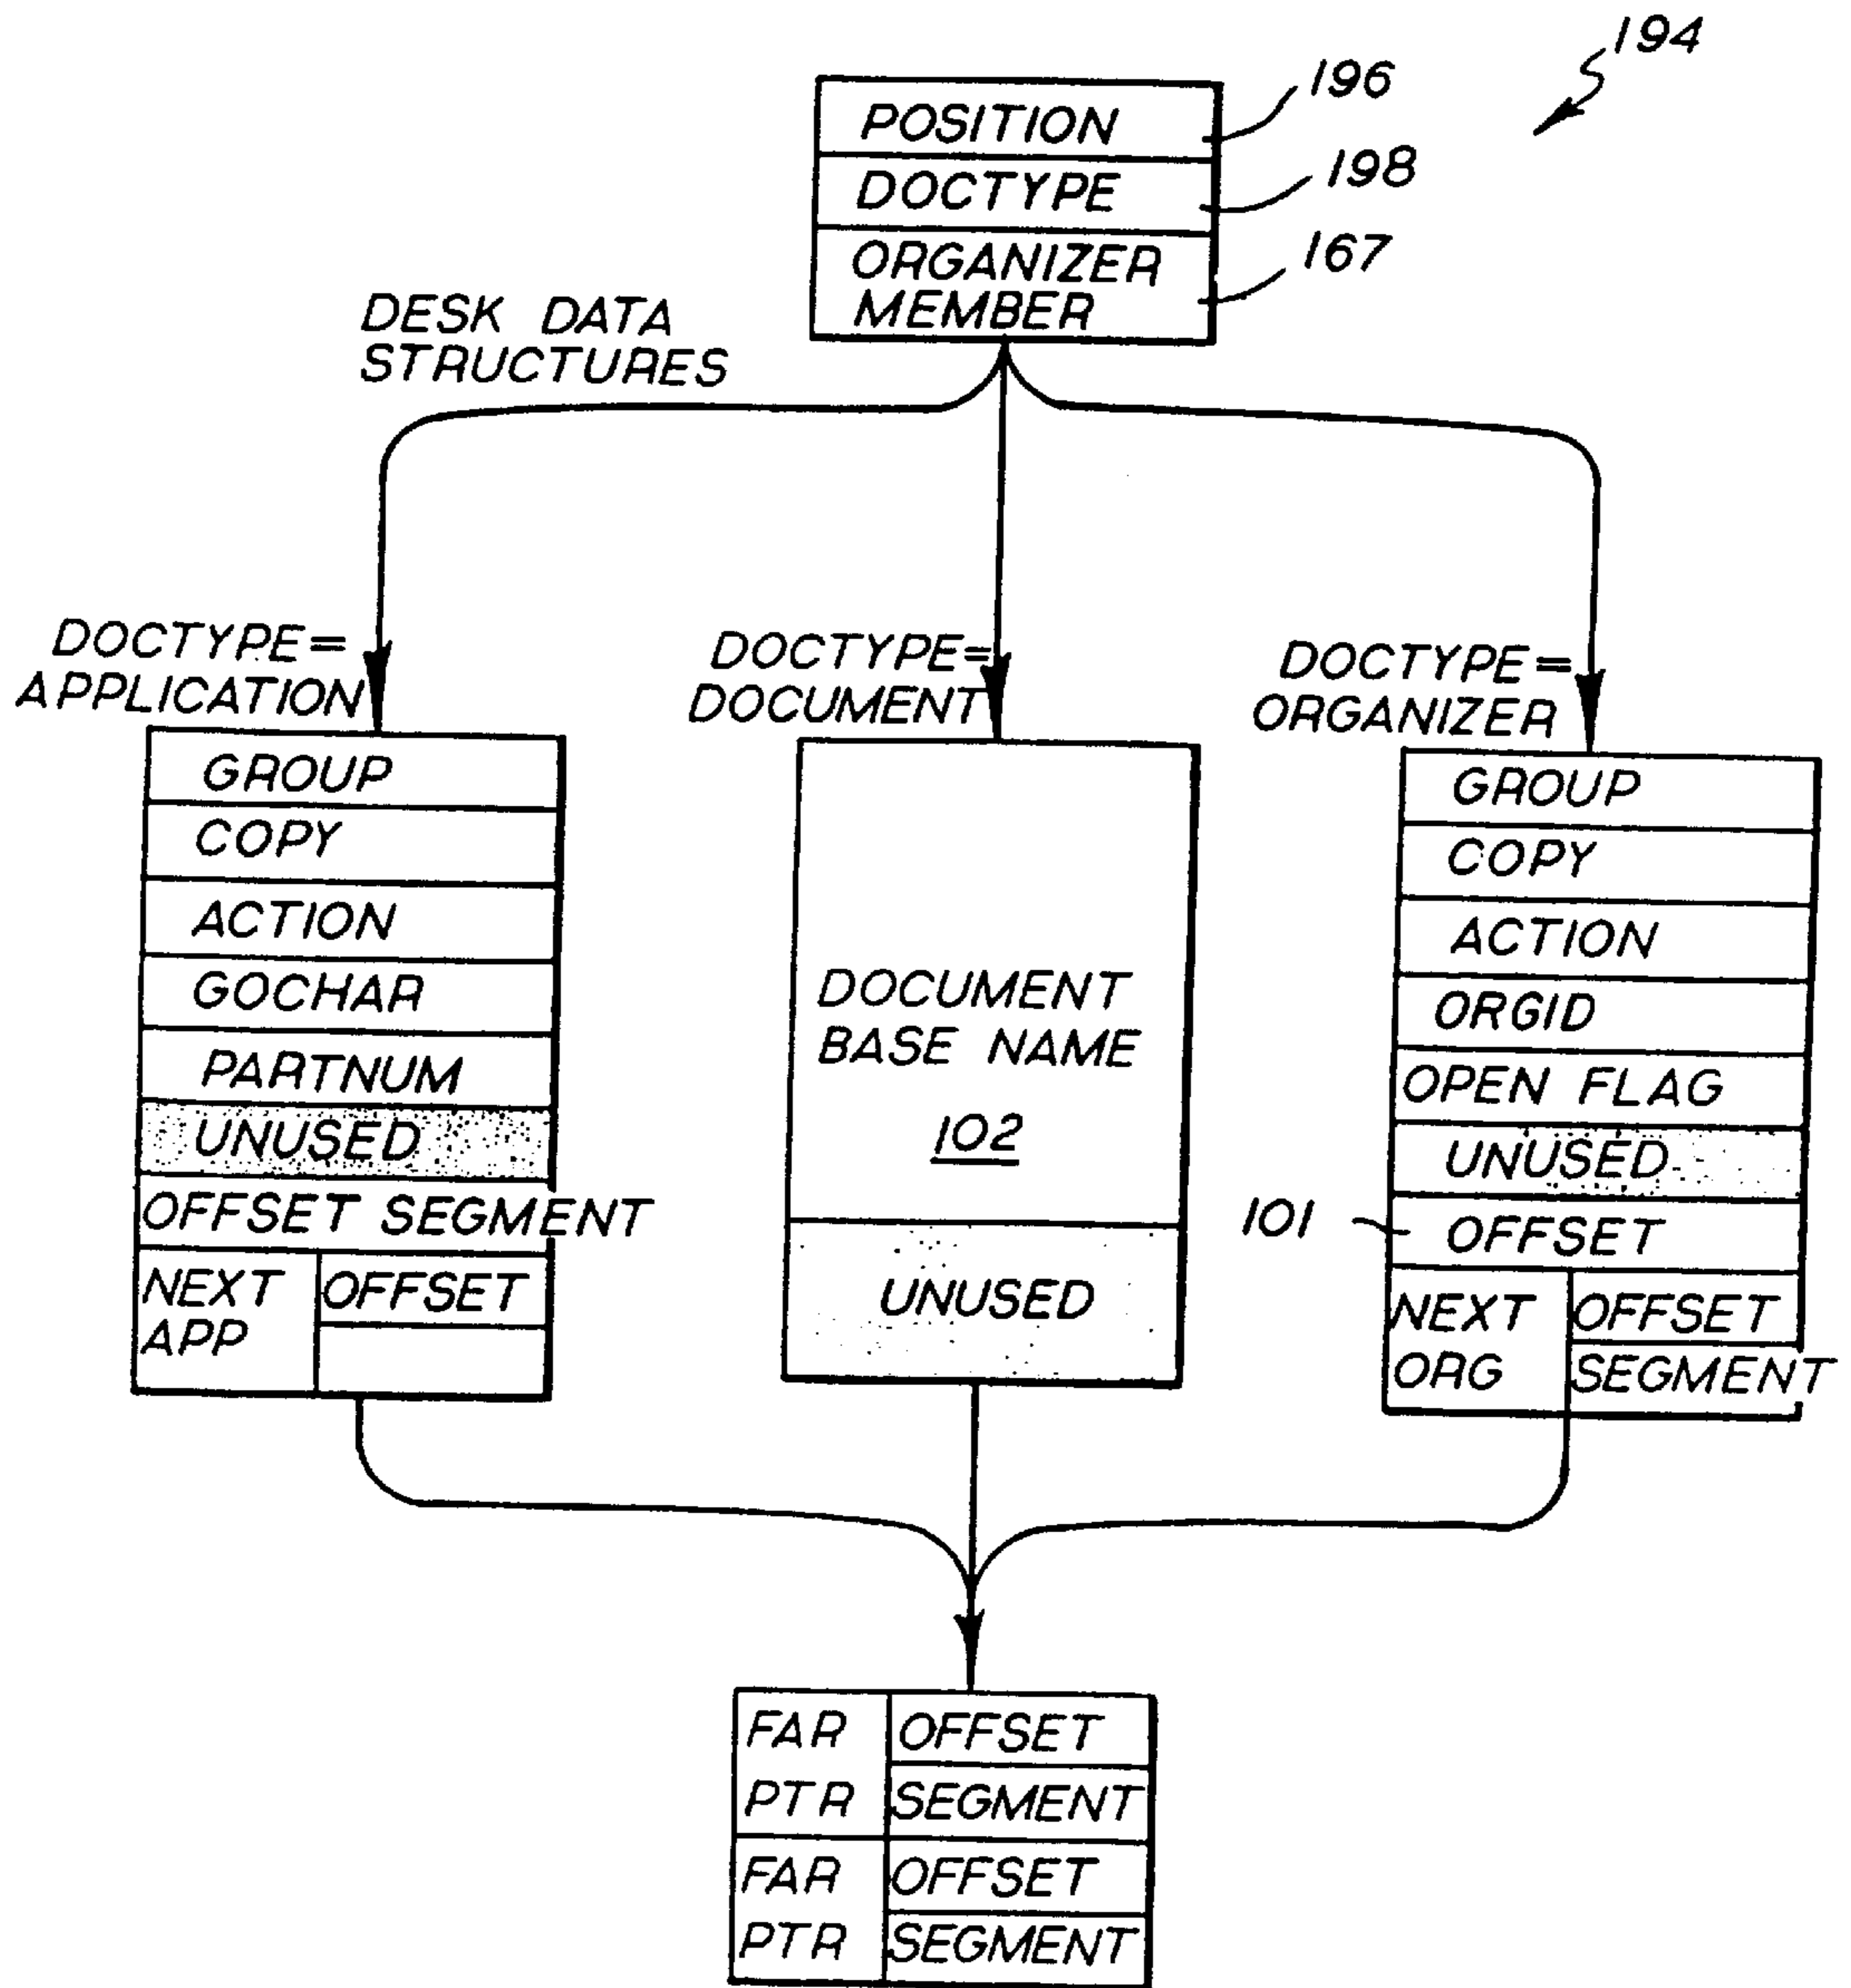 194
POSITION
196
DOCTYPE
198
ORGANIZER
MEMBER
167
DESK DATA
STRUCTURES
DOCTYPE=
APPLICATION
GROUP
COPY
ACTION
GOCHAR
PARTNUM
UNUSED
OFFSET SEGMENT
NEXT
APP
OFFSET
DOCTYPE=
DOCUMENT
DOCUMENT
BASE NAME
102
UNUSED
DOCTYPE=
ORGANIZER
GROUP
COPY
ACTION
ORGID
OPEN FLAG
UNUSED
101
OFFSET
NEXT
ORG
OFFSET
SEGMENT
FAR
PTR
OFFSET
SEGMENT
FAR
PTR
OFFSET
SEGMENT